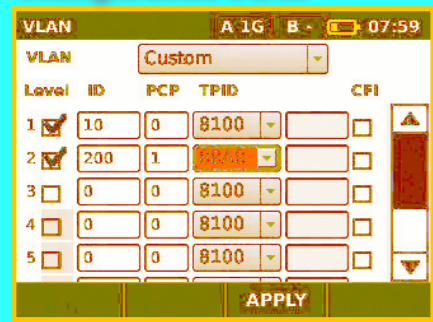 VLAN A 1G B - 07:59
VLAN Custom
Level ID PCP TPID CFI
1 10 0 8100
2 200 1 88A8
3 0 0 8100
4 0 0 8100
5 0 0 8100
APPLY